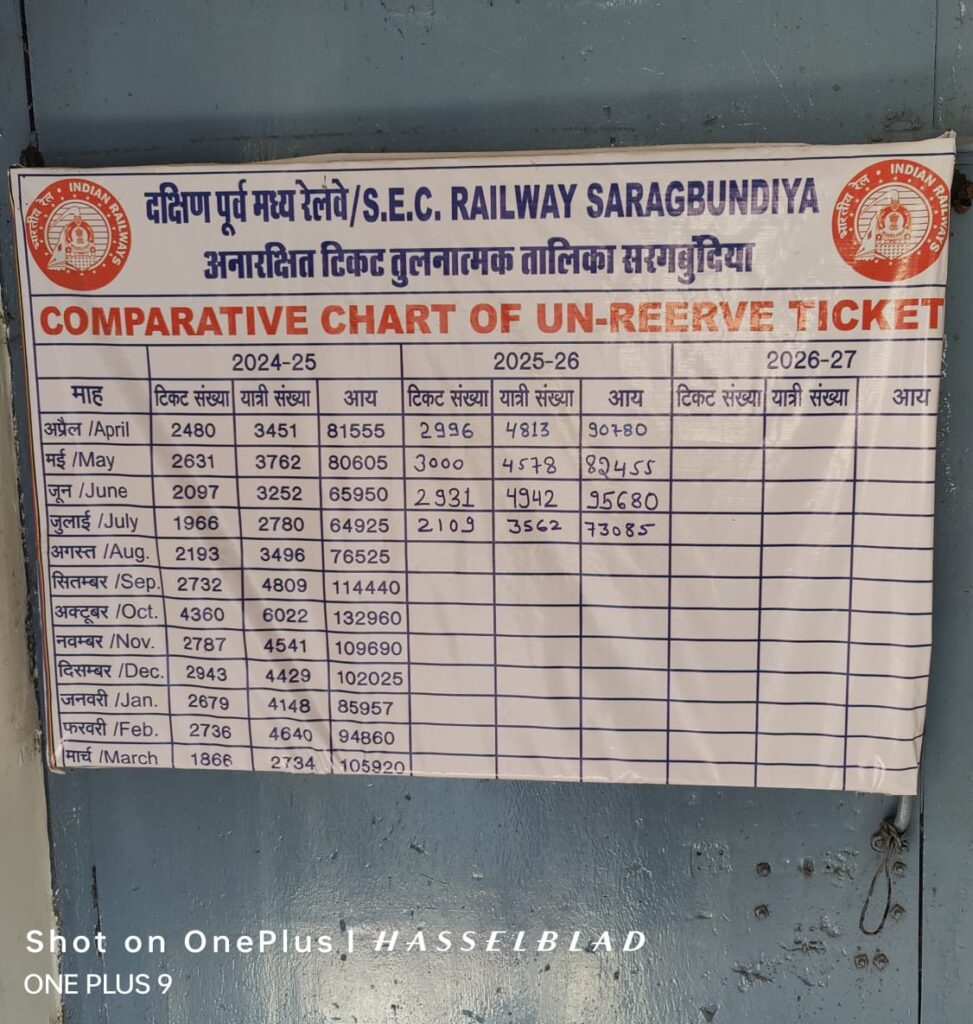 भारतीय रेल • INDIAN RAILWAYS
दक्षिण पूर्व मध्य रेलवे/S.E.C. RAILWAY SARAGBUNDIYA
भारतीय रेल • INDIAN RAILWAYS
अनारक्षित टिकट तुलनात्मक तालिका सरगबुंदिया
COMPARATIVE CHART OF UN-REERVE TICKET
2024-25 2025-26 2026-27
माह टिकट संख्या यात्री संख्या आय टिकट संख्या यात्री संख्या आय टिकट संख्या यात्री संख्या आय
अप्रैल /April 2480 3451 81555 2996 4813 90780
मई /May 2631 3762 80605 3000 4578 82455
जून /June 2097 3252 65950 2931 4942 95680
जुलाई /July 1966 2780 64925 2109 3562 73085
अगस्त /Aug. 2193 3496 76525
सितम्बर /Sep. 2732 4809 114440
अक्टूबर /Oct. 4360 6022 132960
नवम्बर /Nov. 2787 4541 109690
दिसम्बर /Dec. 2943 4429 102025
जनवरी /Jan. 2679 4148 85957
फरवरी /Feb. 2736 4640 94860
मार्च /March 1866 2734 105920
Shot on OnePlus | HASSELBLAD
ONE PLUS 9